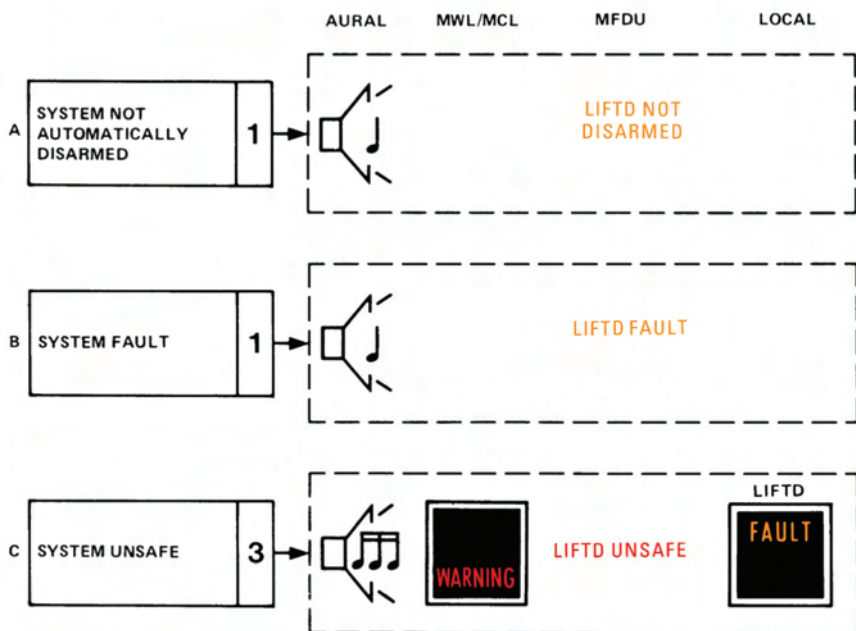 AURAL MWL/MCL MFDU LOCAL
A
SYSTEM NOT
AUTOMATICALLY
DISARMED
1
LIFTD NOT
DISARMED
B
SYSTEM FAULT
1
LIFTD FAULT
C
SYSTEM UNSAFE
3
WARNING
LIFTD UNSAFE
LIFTD
FAULT